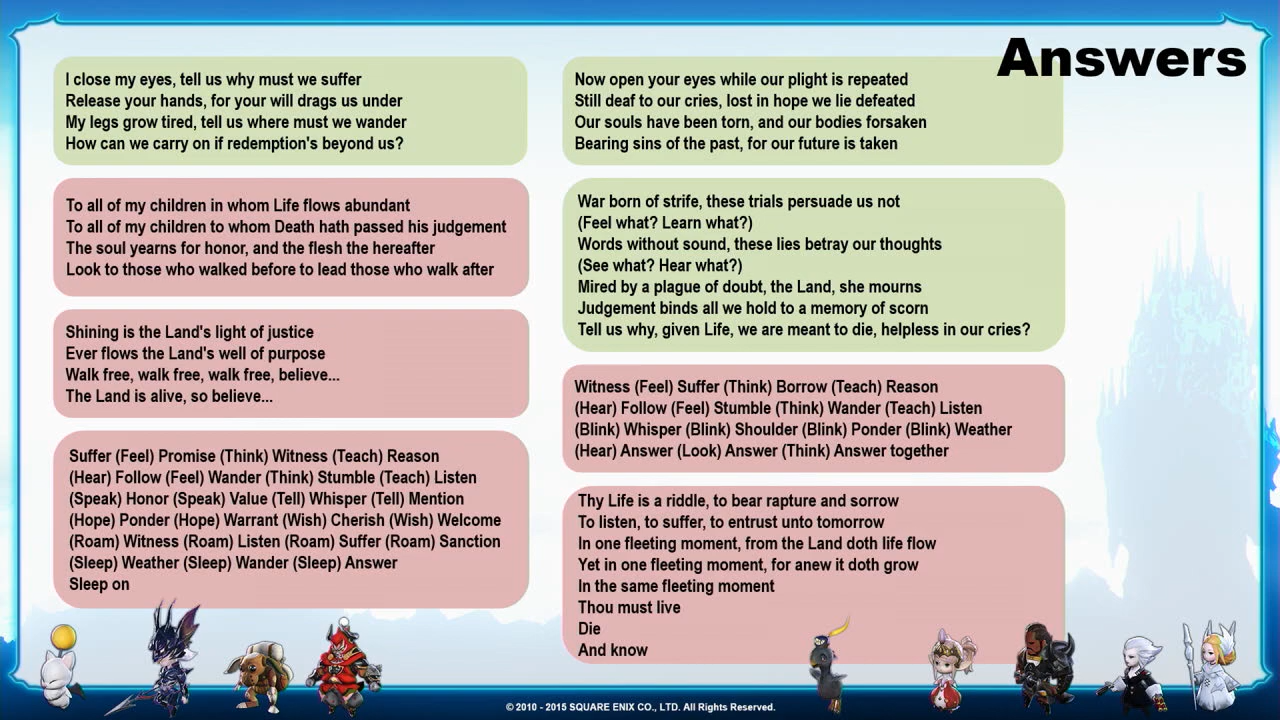 Answers
I close my eyes, tell us why must we suffer
Release your hands, for your will drags us under
My legs grow tired, tell us where must we wander
How can we carry on if redemption's beyond us?
To all of my children in whom Life flows abundant
To all of my children to whom Death hath passed his judgement
The soul yearns for honor, and the flesh the hereafter
Look to those who walked before to lead those who walk after
Shining is the Land's light of justice
Ever flows the Land's well of purpose
Walk free, walk free, walk free, believe...
The Land is alive, so believe...
Suffer (Feel) Promise (Think) Witness (Teach) Reason
(Hear) Follow (Feel) Wander (Think) Stumble (Teach) Listen
(Speak) Honor (Speak) Value (Tell) Whisper (Tell) Mention
(Hope) Ponder (Hope) Warrant (Wish) Cherish (Wish) Welcome
(Roam) Witness (Roam) Listen (Roam) Suffer (Roam) Sanction
(Sleep) Weather (Sleep) Wander (Sleep) Answer
Sleep on
Now open your eyes while our plight is repeated
Still deaf to our cries, lost in hope we lie defeated
Our souls have been torn, and our bodies forsaken
Bearing sins of the past, for our future is taken
War born of strife, these trials persuade us not
(Feel what? Learn what?)
Words without sound, these lies betray our thoughts
(See what? Hear what?)
Mired by a plague of doubt, the Land, she mourns
Judgement binds all we hold to a memory of scorn
Tell us why, given Life, we are meant to die, helpless in our cries?
Witness (Feel) Suffer (Think) Borrow (Teach) Reason
(Hear) Follow (Feel) Stumble (Think) Wander (Teach) Listen
(Blink) Whisper (Blink) Shoulder (Blink) Ponder (Blink) Weather
(Hear) Answer (Look) Answer (Think) Answer together
Thy Life is a riddle, to bear rapture and sorrow
To listen, to suffer, to entrust unto tomorrow
In one fleeting moment, from the Land doth life flow
Yet in one fleeting moment, for anew it doth grow
In the same fleeting moment
Thou must live
Die
And know
© 2010 - 2015 SQUARE ENIX CO., LTD. All Rights Reserved.